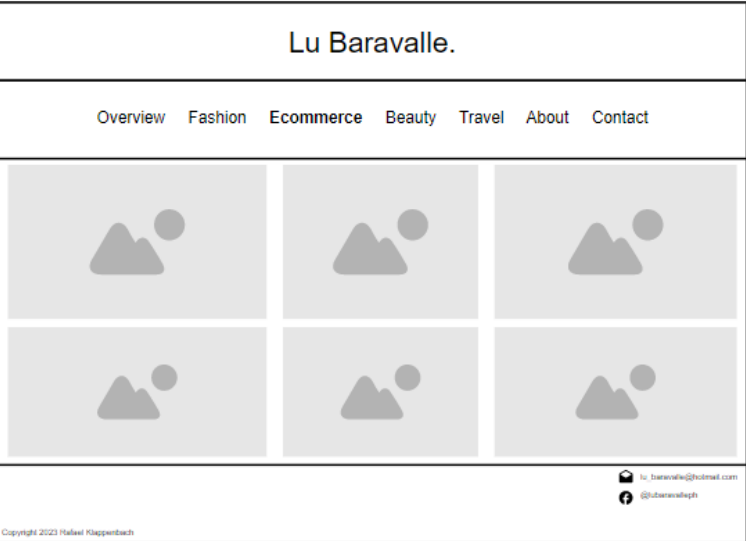 Lu Baravalle.
Overview Fashion Ecommerce Beauty Travel About Contact
lu_baravalle@hotmail.com
@lubaravalleph
Copyright 2023 Rafael Klappenbach